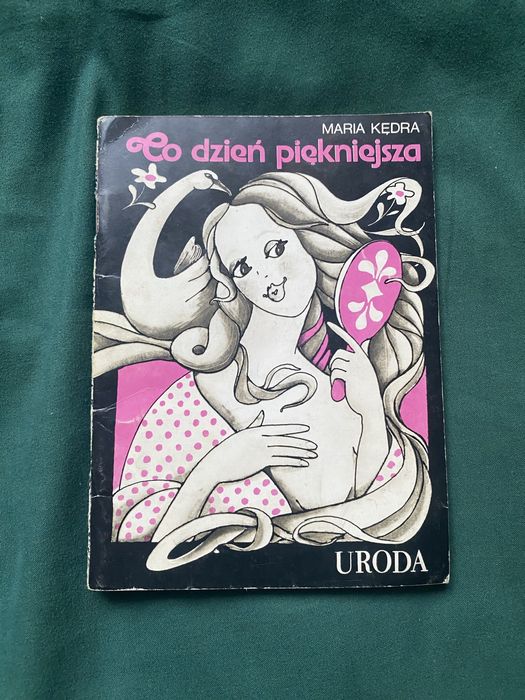 MARIA KĘDRA
Co dzień piękniejsza
URODA